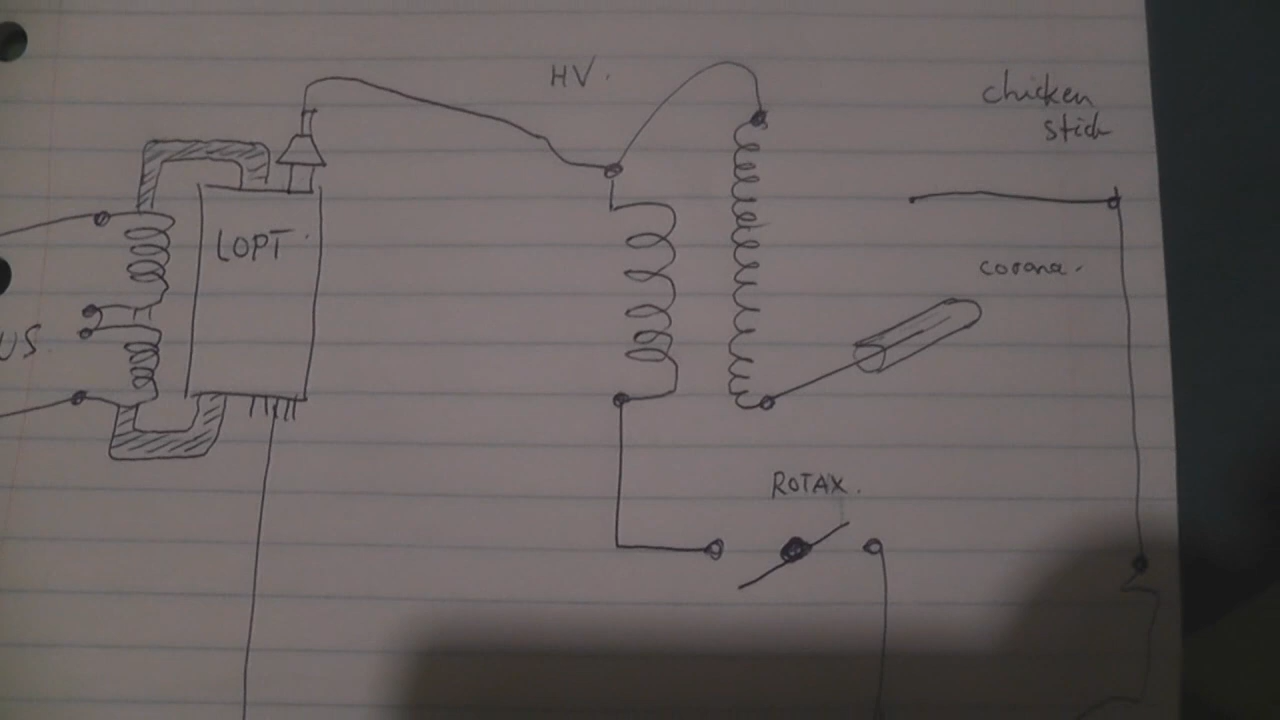 HV.
chicken
stick
LOPT.
corona.
US
ROTAX.